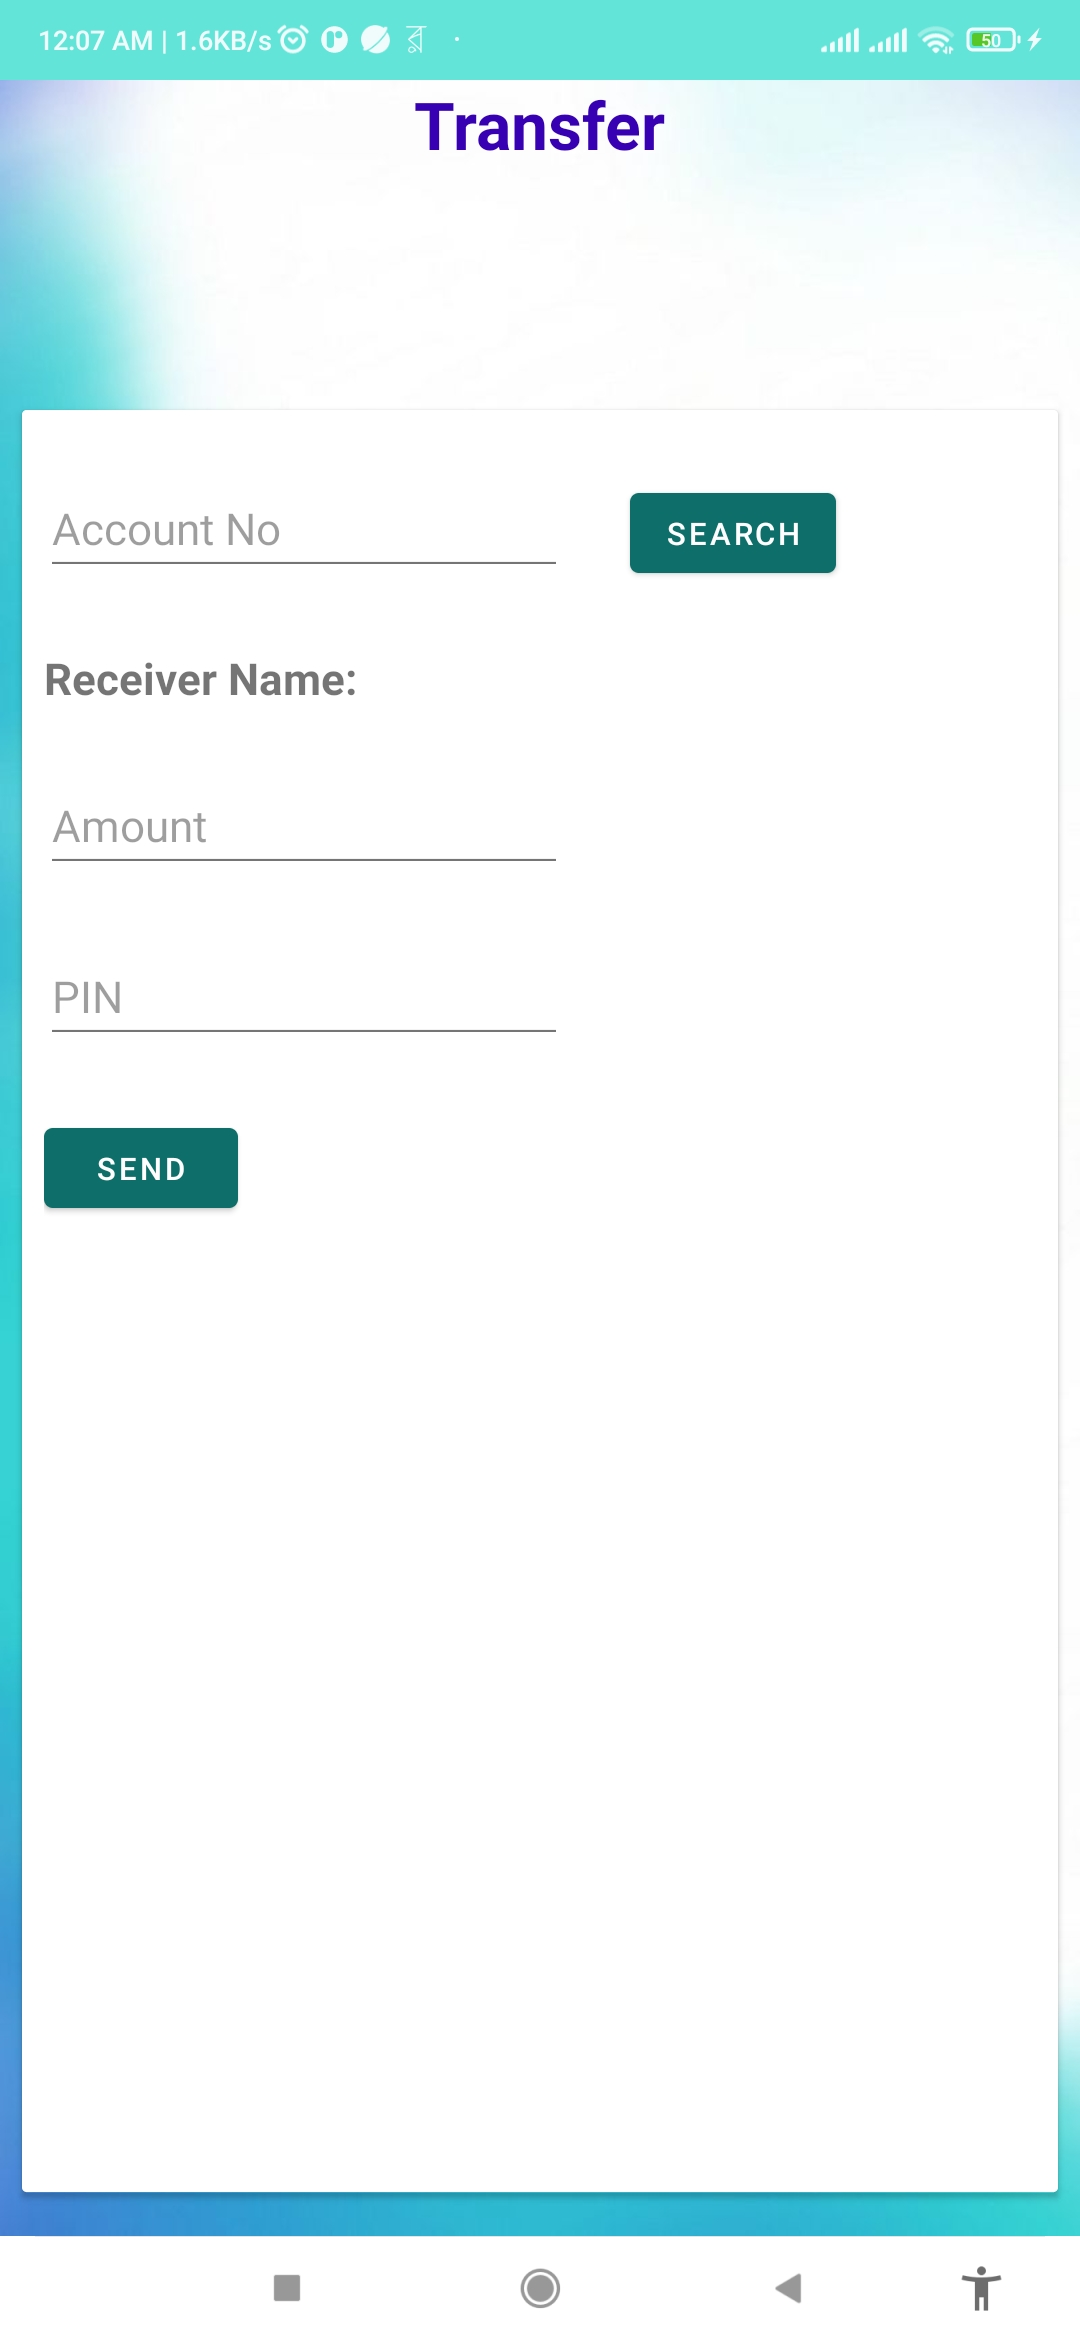 12:07 AM | 1.6KB/s
50
Transfer
Account No
SEARCH
Receiver Name:
Amount
PIN
SEND